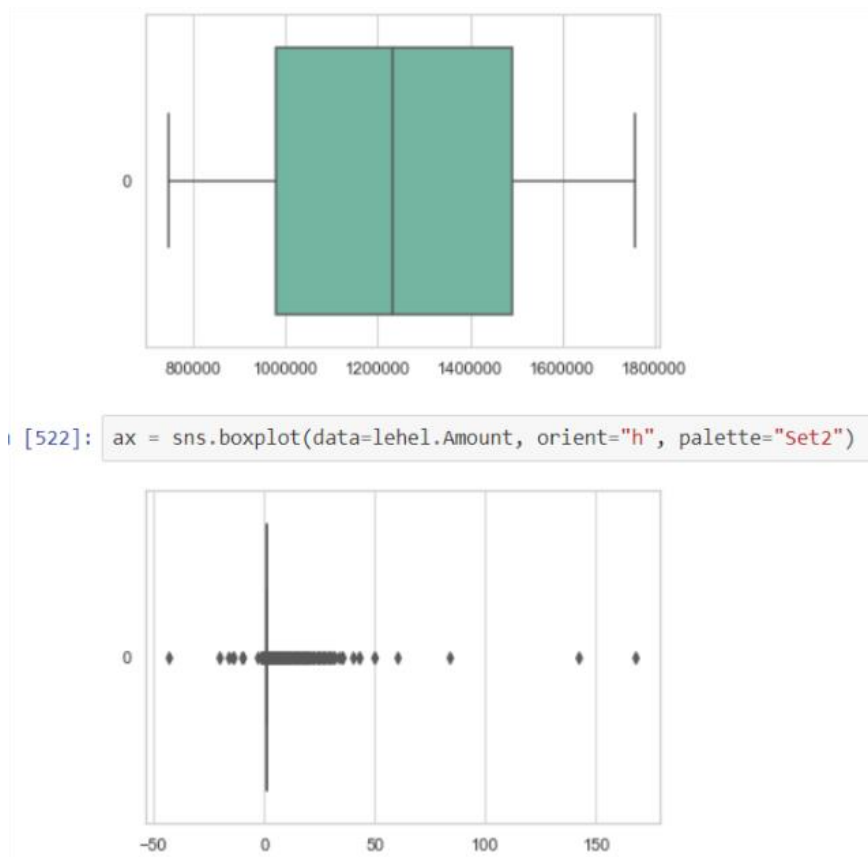 0
800000 1000000 1200000 1400000 1600000 1800000
[522]: ax = sns.boxplot(data=lehel.Amount, orient="h", palette="Set2")
0
-50 0 50 100 150